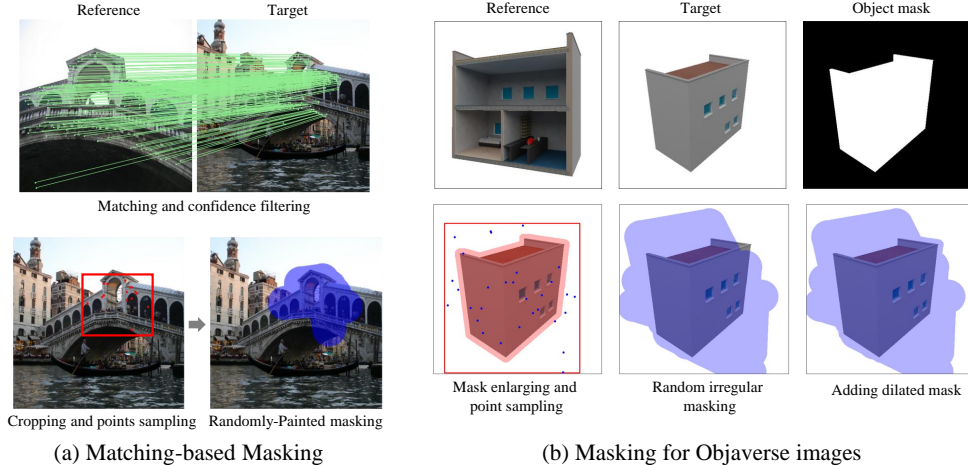 Reference
Target
Matching and confidence filtering
Cropping and points sampling
Randomly-Painted masking
(a) Matching-based Masking
Reference
Target
Object mask
Mask enlarging and
point sampling
Random irregular
masking
Adding dilated mask
(b) Masking for Objaverse images